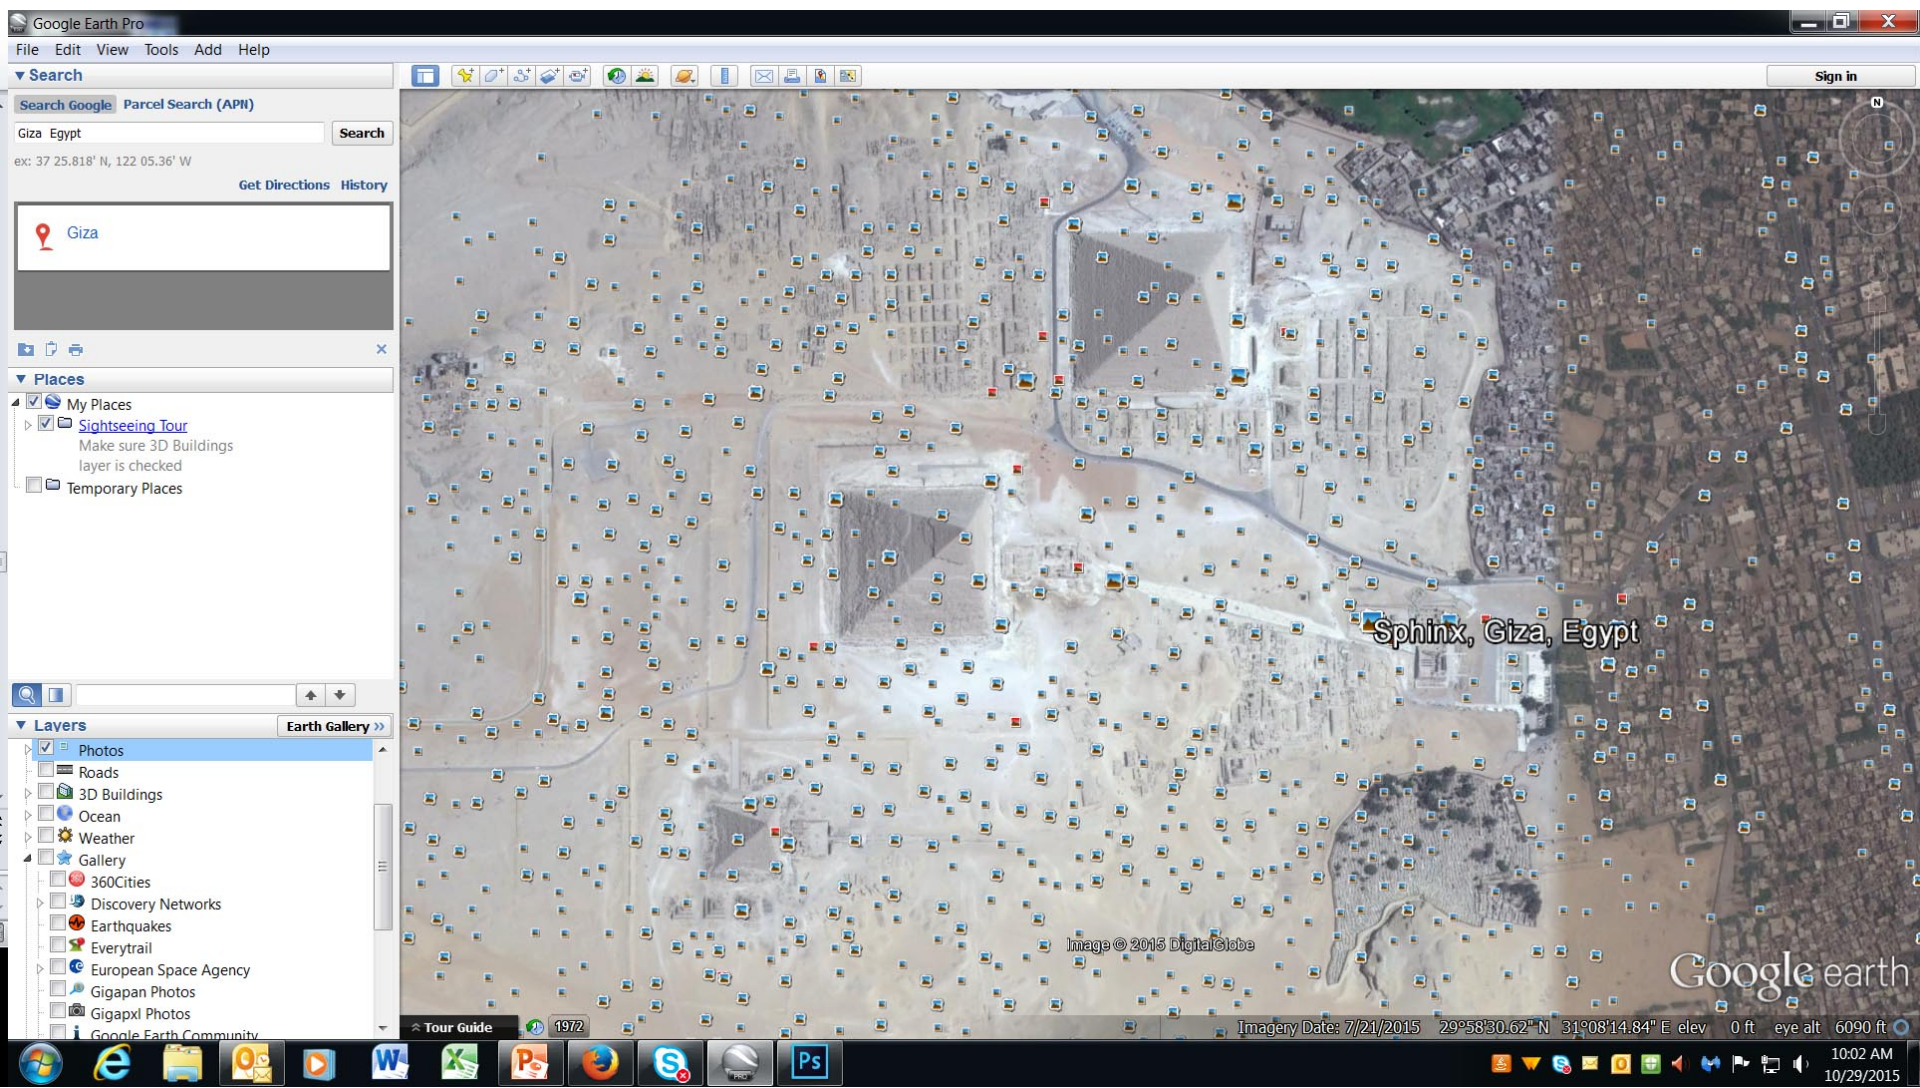 Google Earth Pro
File Edit View Tools Add Help
Search
Search Google Parcel Search (APN)
Giza Egypt
Search
ex: 37 25.818' N, 122 05.36' W
Get Directions History
Giza
Places
My Places
Sightseeing Tour
Make sure 3D Buildings
layer is checked
Temporary Places
Layers
Earth Gallery >>
Photos
Roads
3D Buildings
Ocean
Weather
Gallery
360Cities
Discovery Networks
Earthquakes
Everytrail
European Space Agency
Gigapan Photos
Gigapxl Photos
Google Earth Community
Sign in
N
Sphinx, Giza, Egypt
Image © 2015 DigitalGlobe
Google earth
Tour Guide
1972
Imagery Date: 7/21/2015 29°58'30.62" N 31°08'14.84" E elev 0 ft eye alt 6090 ft
PRO
Ps
10:02 AM
10/29/2015